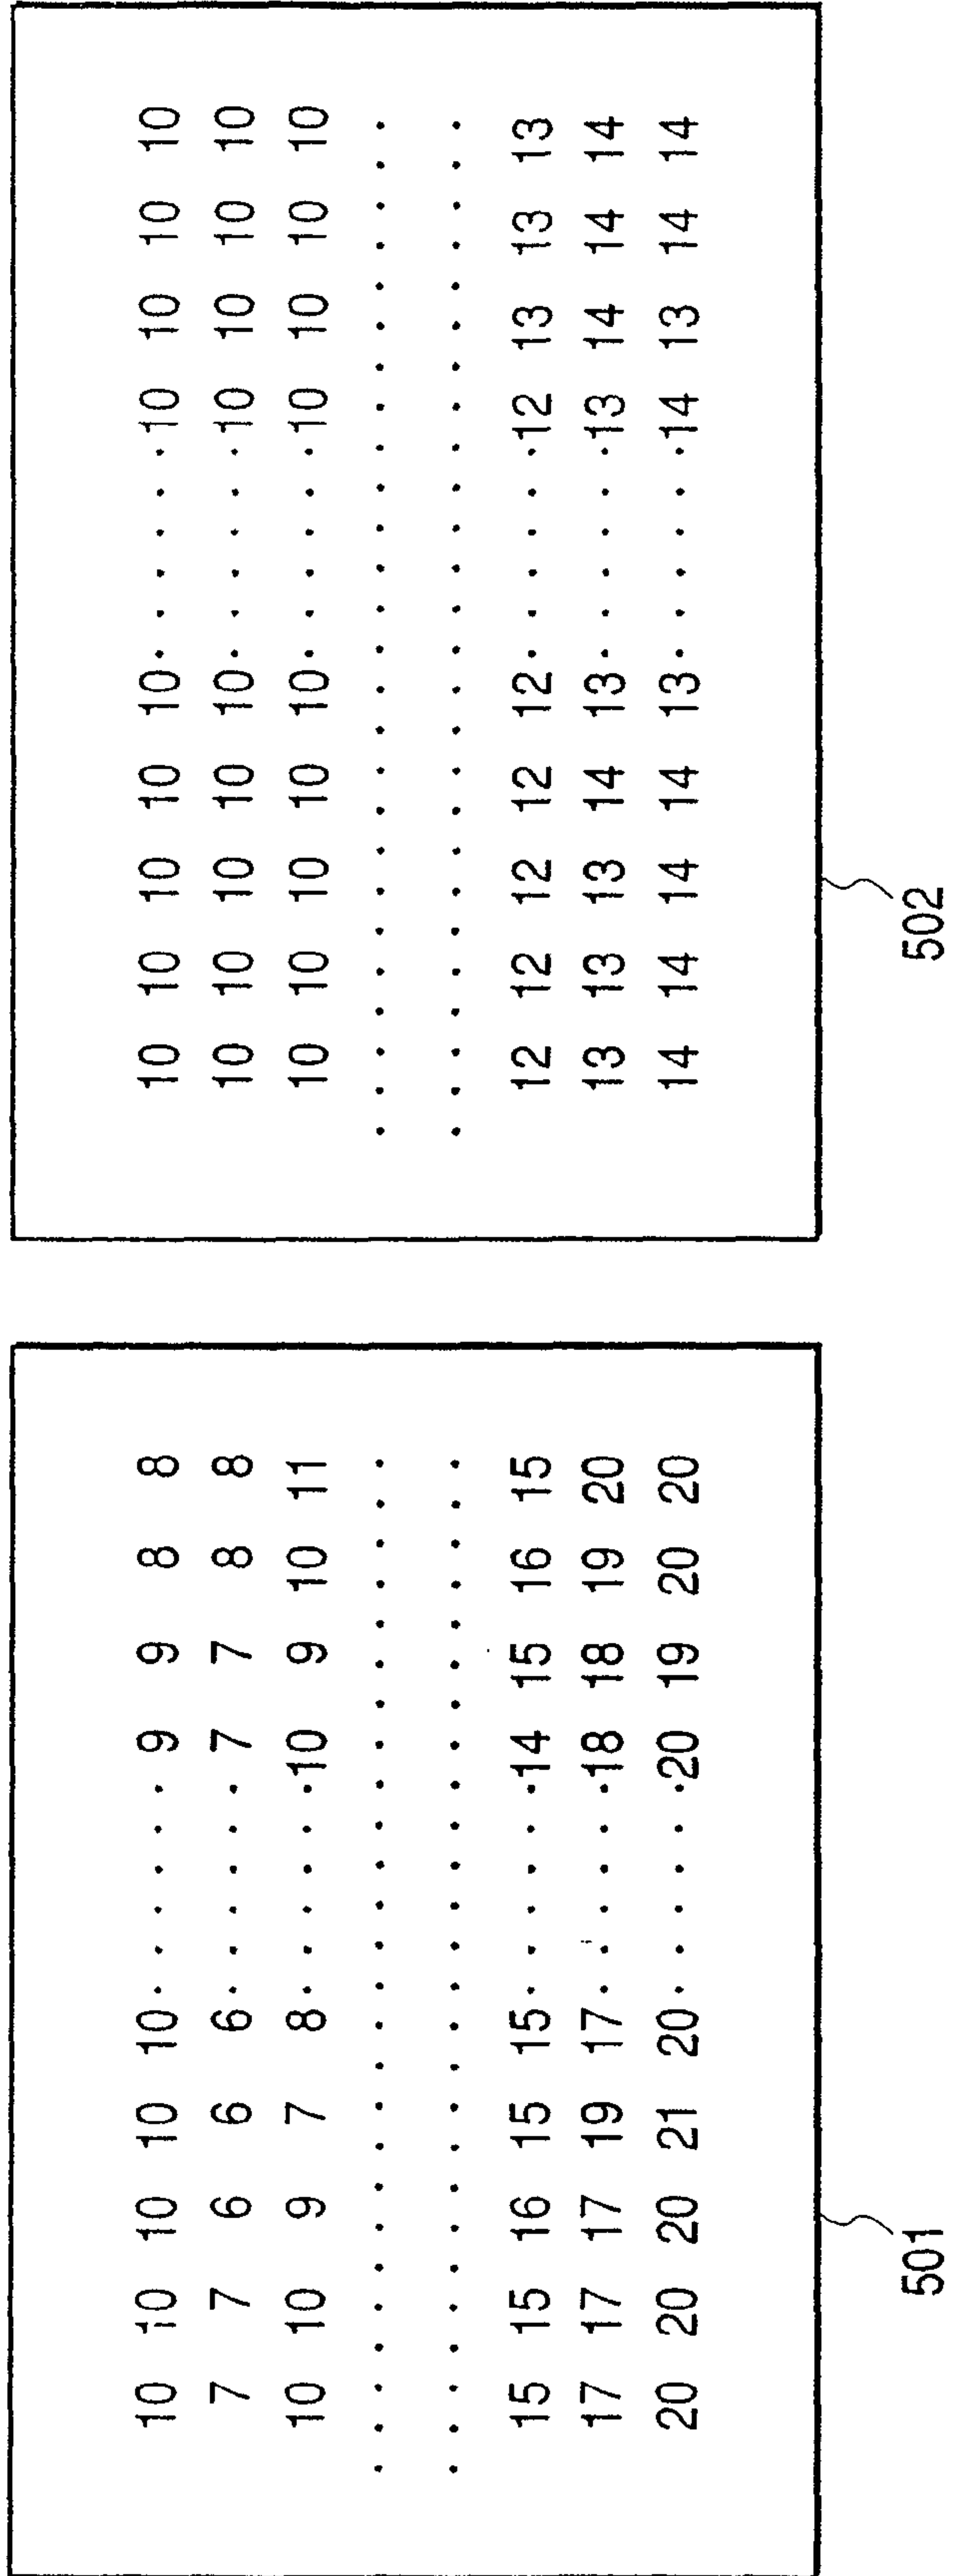 10 10 10 10 10 · · · · · · 9 9 8 8
7 7 6 6 6 · · · · · · 7 7 8 8
10 10 9 7 8 · · · · · · 10 9 10 11
· · · · · · · · · · · · · · · · · · · · · · · · · ·
· · · · · · · · · · · · · · · · · · · · · · · · · ·
15 15 16 15 15 · · · · · · 14 15 16 15
17 17 17 19 17 · · · · · · 18 18 19 20
20 20 20 21 20 · · · · · · 20 19 20 20
501
10 10 10 10 10 · · · · · · 10 10 10 10
10 10 10 10 10 · · · · · · 10 10 10 10
10 10 10 10 10 · · · · · · 10 10 10 10
· · · · · · · · · · · · · · · · · · · · · · · · · ·
· · · · · · · · · · · · · · · · · · · · · · · · · ·
12 12 12 12 12 · · · · · · 12 13 13 13
13 13 13 14 13 · · · · · · 13 14 14 14
14 14 14 14 13 · · · · · · 14 13 14 14
502